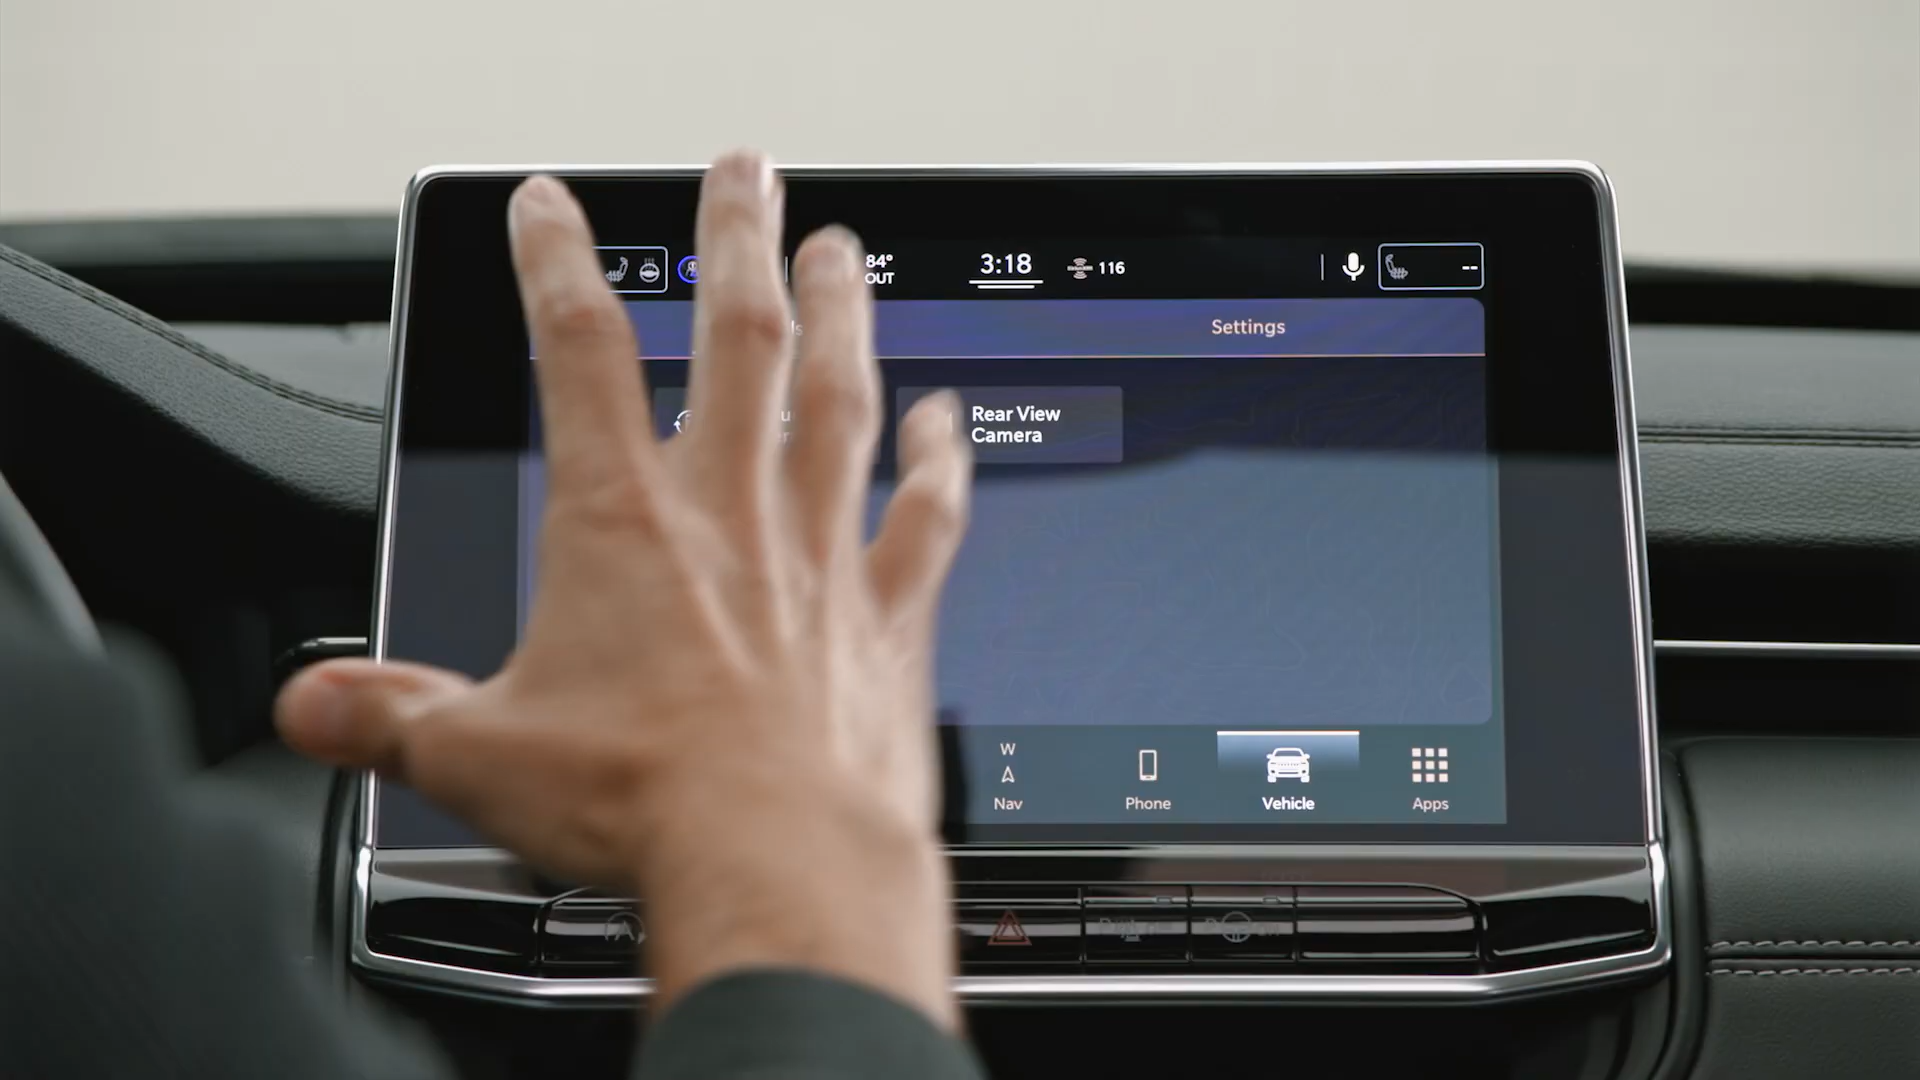 84°
OUT
3:18
116
--
Settings
Rear View
Camera
W
Nav
Phone
Vehicle
Apps